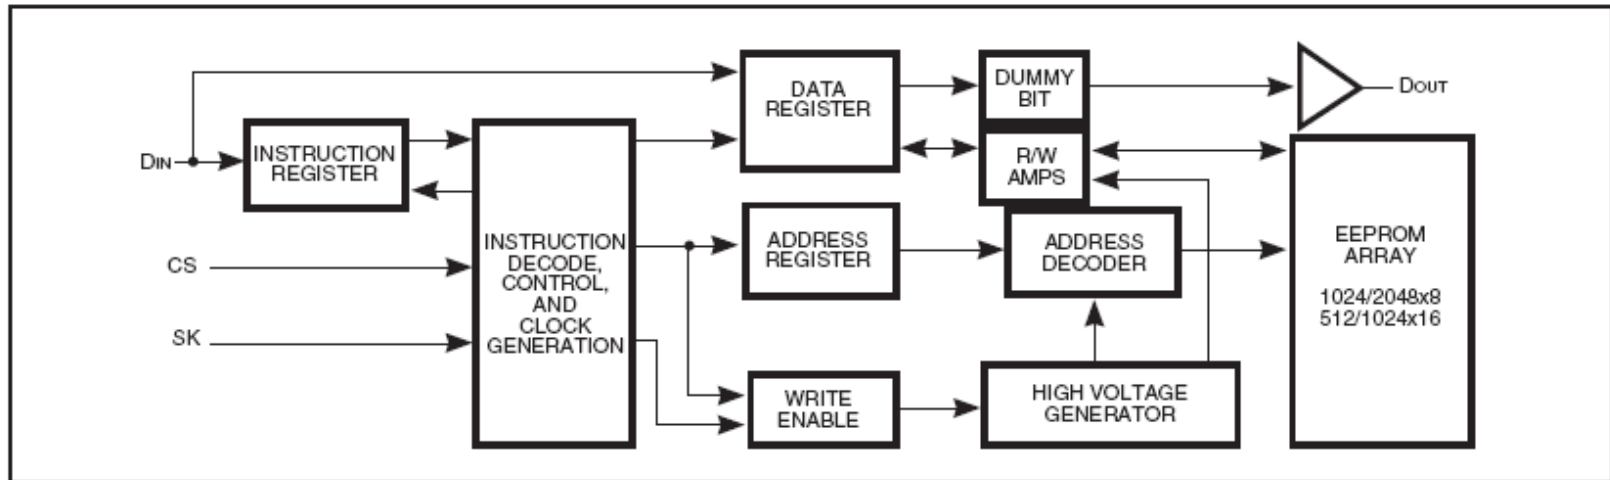 DIN
INSTRUCTION
REGISTER
CS
SK
INSTRUCTION
DECODE,
CONTROL,
AND
CLOCK
GENERATION
DATA
REGISTER
ADDRESS
REGISTER
WRITE
ENABLE
DUMMY
BIT
R/W
AMPS
ADDRESS
DECODER
HIGH VOLTAGE
GENERATOR
DOUT
EEPROM
ARRAY
1024/2048x8
512/1024x16